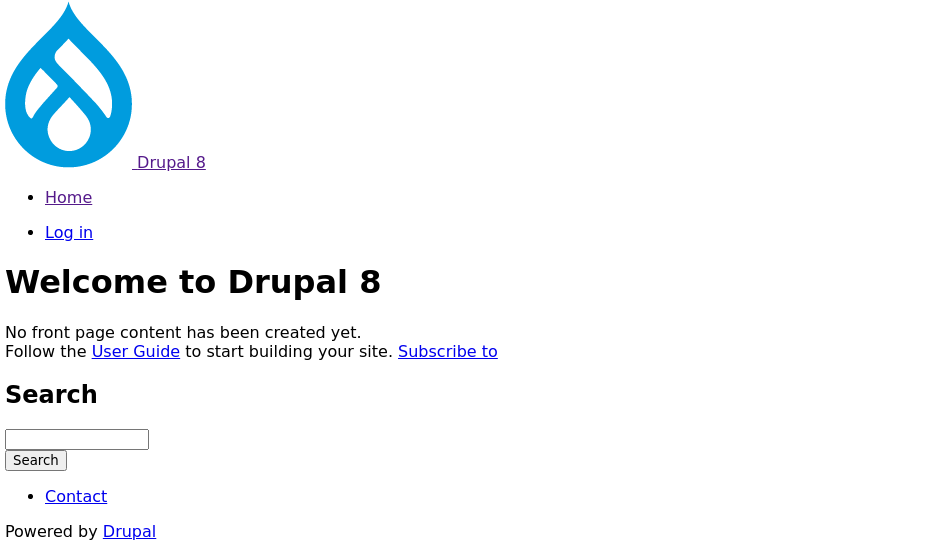 Drupal 8
Home
Log in
Welcome to Drupal 8
No front page content has been created yet.
Follow the User Guide to start building your site. Subscribe to
Search
Search
Contact
Powered by Drupal